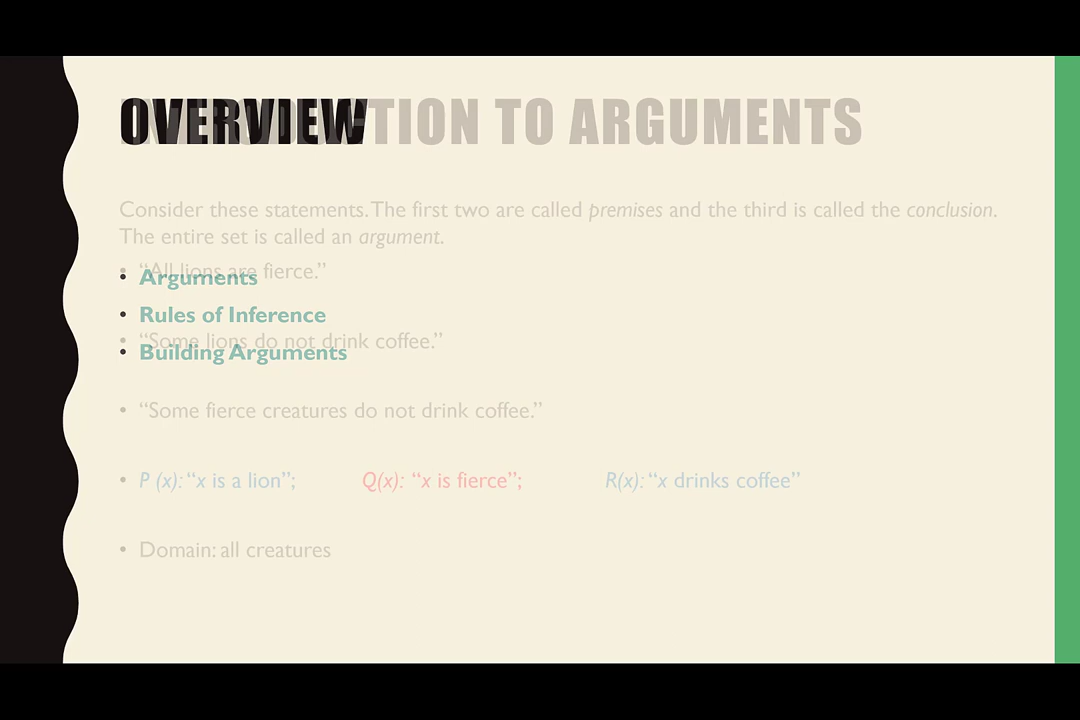 OVERVIEW
TION TO ARGUMENTS
Consider these statements. The first two are called premises and the third is called the conclusion.
The entire set is called an argument.
• “All lions are fierce.”
• Arguments
• Rules of Inference
• “Some lions do not drink coffee.”
• Building Arguments
• “Some fierce creatures do not drink coffee.”
• P (x): “x is a lion”; Q(x): “x is fierce”; R(x): “x drinks coffee”
• Domain: all creatures